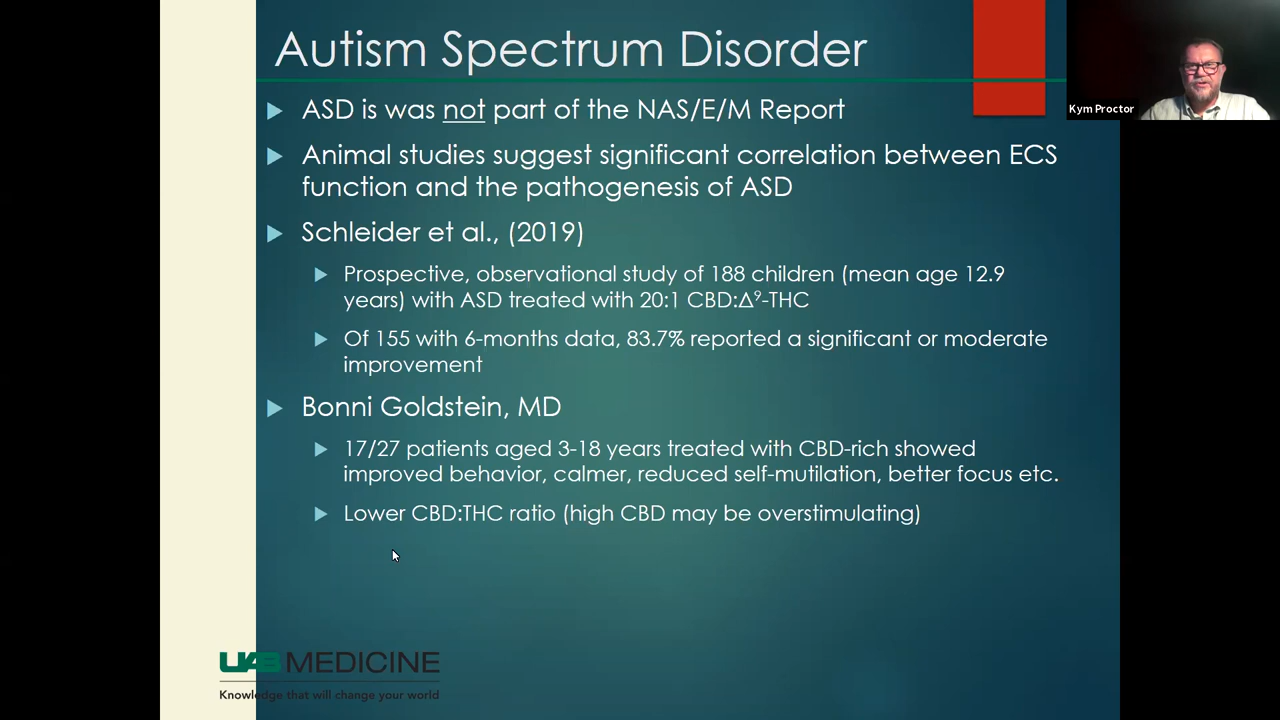 Autism Spectrum Disorder
Kym Proctor
ASD is was not part of the NAS/E/M Report
Animal studies suggest significant correlation between ECS
function and the pathogenesis of ASD
Schleider et al., (2019)
Prospective, observational study of 188 children (mean age 12.9
years) with ASD treated with 20:1 CBD:Δ⁹-THC
Of 155 with 6-months data, 83.7% reported a significant or moderate
improvement
Bonni Goldstein, MD
17/27 patients aged 3-18 years treated with CBD-rich showed
improved behavior, calmer, reduced self-mutilation, better focus etc.
Lower CBD:THC ratio (high CBD may be overstimulating)
UAB MEDICINE
Knowledge that will change your world